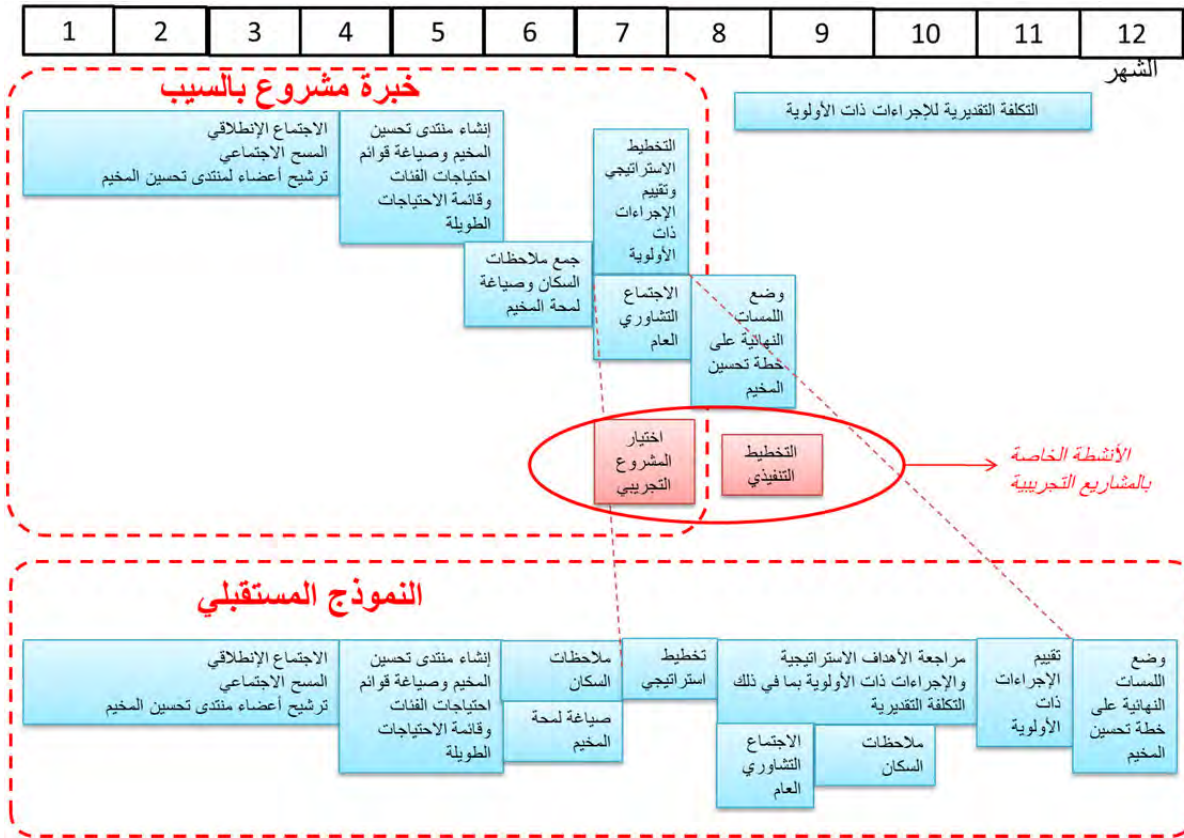 1 2 3 4 5 6 7 8 9 10 11 12
الشهر
خبرة مشروع بالسيب
التكلفة التقديرية للإجراءات ذات الأولوية
الاجتماع الإنطلاقي
المسح الاجتماعي
ترشيح أعضاء لمنتدى تحسين المخيم
إنشاء منتدى تحسين
المخيم وصياغة قوائم
احتياجات الفئات
وقائمة الاحتياجات
الطويلة
التخطيط
الاستراتيجي
وتقييم
الإجراءات
ذات
الأولوية
جمع ملاحظات
السكان وصياغة
لمحة المخيم
الاجتماع
التشاوري
العام
وضع
اللمسات
النهائية على
خطة تحسين
المخيم
اختيار
المشروع
التجريبي
التخطيط
التنفيذي
الأنشطة الخاصة
بالمشاريع التجريبية
النموذج المستقبلي
الاجتماع الإنطلاقي
المسح الاجتماعي
ترشيح أعضاء منتدى تحسين المخيم
إنشاء منتدى تحسين
المخيم وصياغة قوائم
احتياجات الفئات
وقائمة الاحتياجات
الطويلة
ملاحظات
السكان
صياغة لمحة
المخيم
تخطيط
استراتيجي
مراجعة الأهداف الاستراتيجية
والإجراءات ذات الأولوية بما في ذلك
التكلفة التقديرية
الاجتماع
التشاوري
العام
ملاحظات
السكان
تقييم
الإجراءات
ذات
الأولوية
وضع
اللمسات
النهائية على
خطة تحسين
المخيم